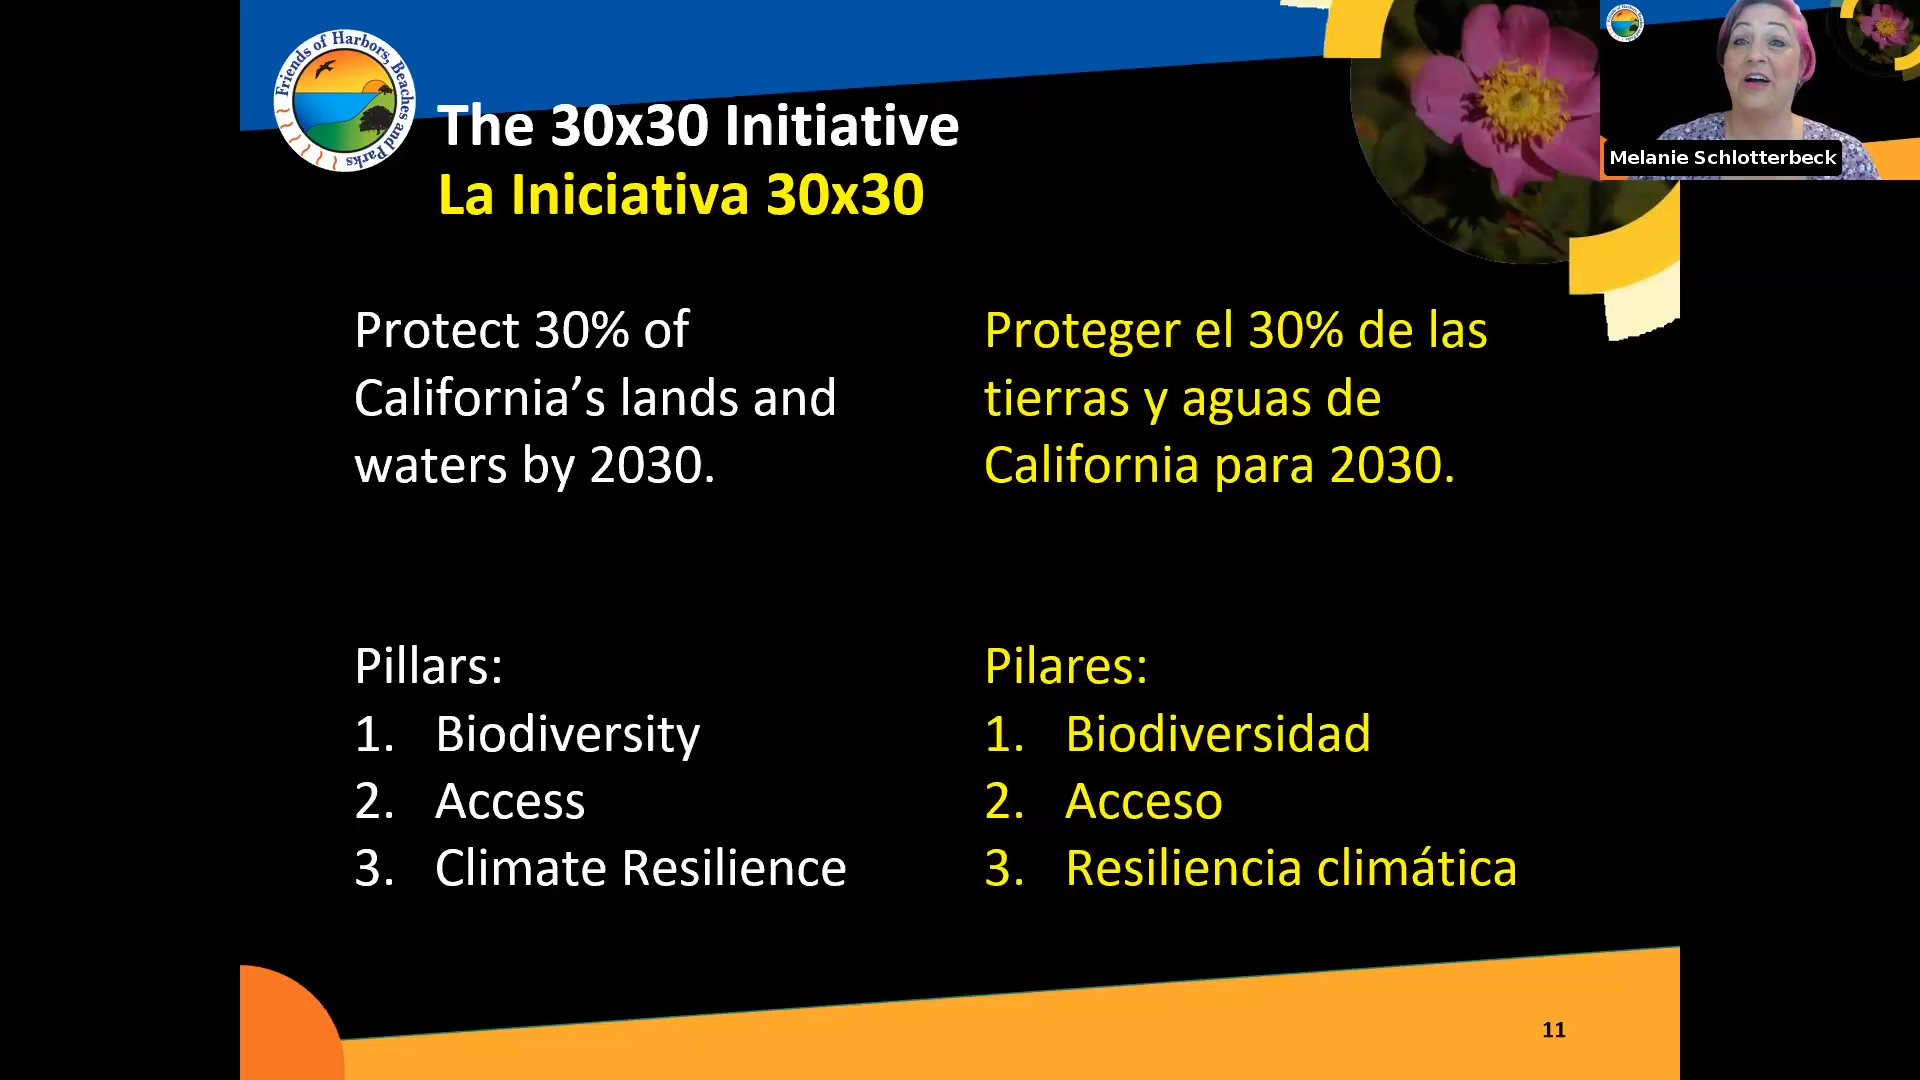 Friends of Harbors, Beaches and Parks
The 30x30 Initiative
La Iniciativa 30x30
Melanie Schlotterbeck
Protect 30% of
California’s lands and
waters by 2030.
Proteger el 30% de las
tierras y aguas de
California para 2030.
Pillars:
1. Biodiversity
2. Access
3. Climate Resilience
Pilares:
1. Biodiversidad
2. Acceso
3. Resiliencia climática
11